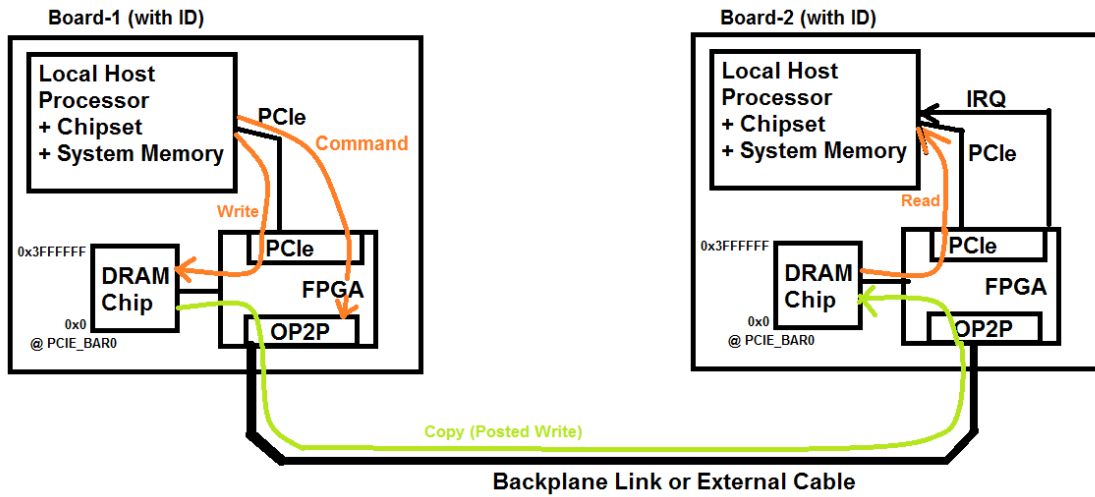 Board-1 (with ID)
Local Host
Processor
+ Chipset
+ System Memory
PCIe
Command
Write
0x3FFFFFF
DRAM
Chip
0x0
@ PCIE_BAR0
PCIe
FPGA
OP2P
Board-2 (with ID)
Local Host
Processor
+ Chipset
+ System Memory
IRQ
PCIe
Read
0x3FFFFFF
DRAM
Chip
0x0
@ PCIE_BAR0
PCIe
FPGA
OP2P
Copy (Posted Write)
Backplane Link or External Cable